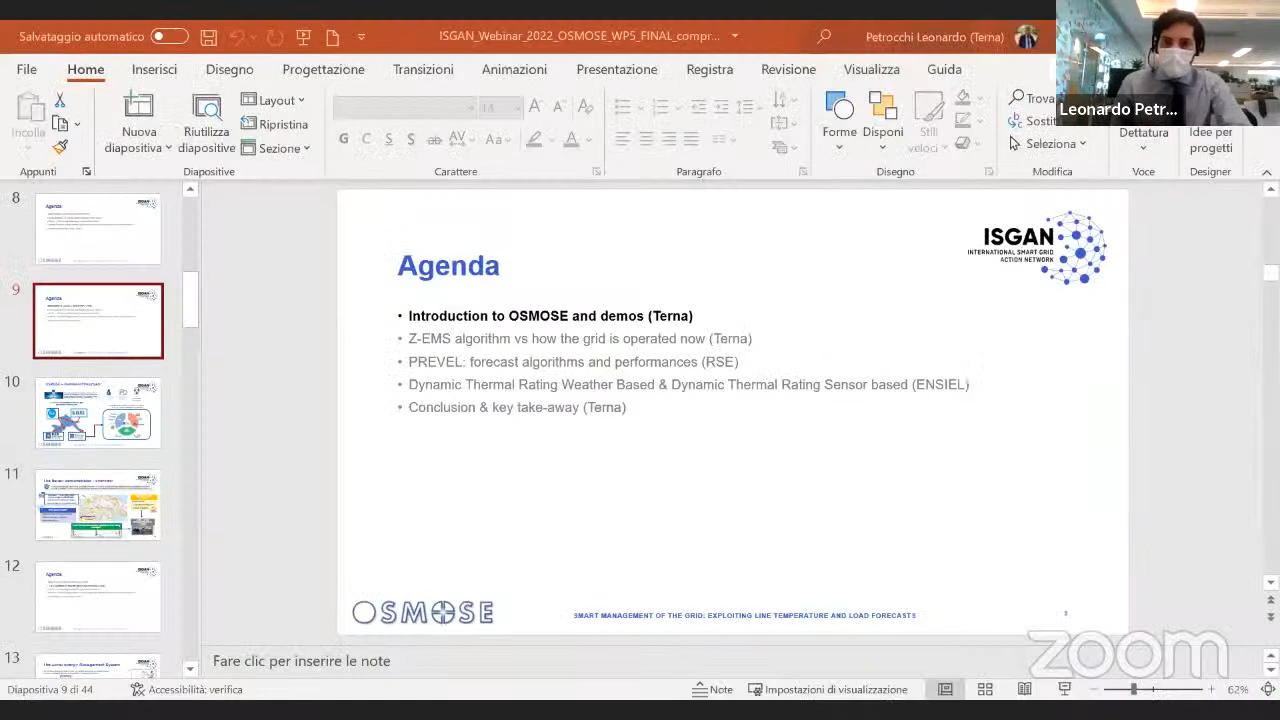 Salvataggio automatico
ISGAN_Webinar_2022_OSMOSE_WP5_FINAL_compr...
Petrocchi Leonardo (Terna)
File Home Inserisci Disegno Progettazione Transizioni Animazioni Presentazione Registra Revisione Visualizza Guida
Leonardo Petr...
Incolla
Appunti
Nuova diapositiva
Riutilizza diapositive
Layout
Ripristina
Sezione
Diapositive
G C S
Aa
Carattere
Paragrafo
Forme
Disponi
Stili veloci
Disegno
Trova
Sostit
Seleziona
Modifica
Dettatura
Voce
Idee per progetti
Designer
8
Agenda
9
Agenda
10
11
12
Agenda
13
ISGAN
INTERNATIONAL SMART GRID
ACTION NETWORK
Agenda
• Introduction to OSMOSE and demos (Terna)
• Z-EMS algorithm vs how the grid is operated now (Terna)
• PREVEL: forecast algorithms and performances (RSE)
• Dynamic Thermal Rating Weather Based & Dynamic Thermal Rating Sensor based (ENSIEL)
• Conclusion & key take-away (Terna)
OSMOSE
SMART MANAGEMENT OF THE GRID: EXPLOITING LINE TEMPERATURE AND LOAD FORECASTS
zoom
Fare clic per inserire le note
Diapositiva 9 di 44
Accessibilità: verifica
Note
Impostazioni di visualizzazione
62%